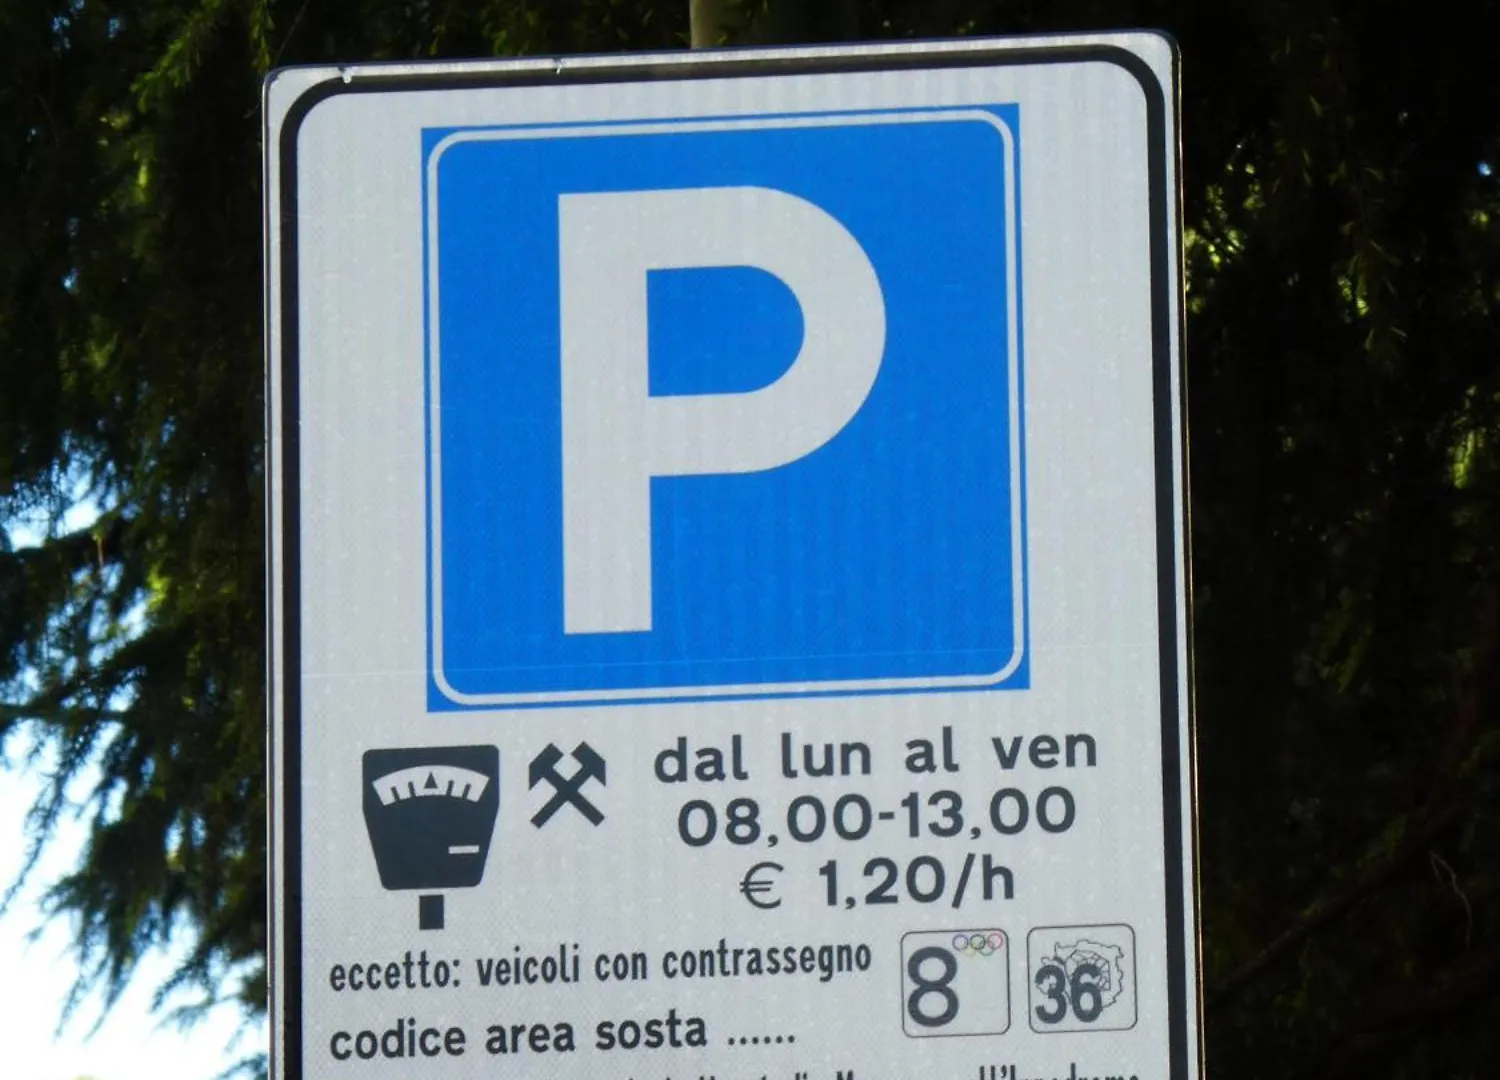 P
dal lun al ven
08,00-13,00
€ 1,20/h
eccetto: veicoli con contrassegno
8
36
codice area sosta ......